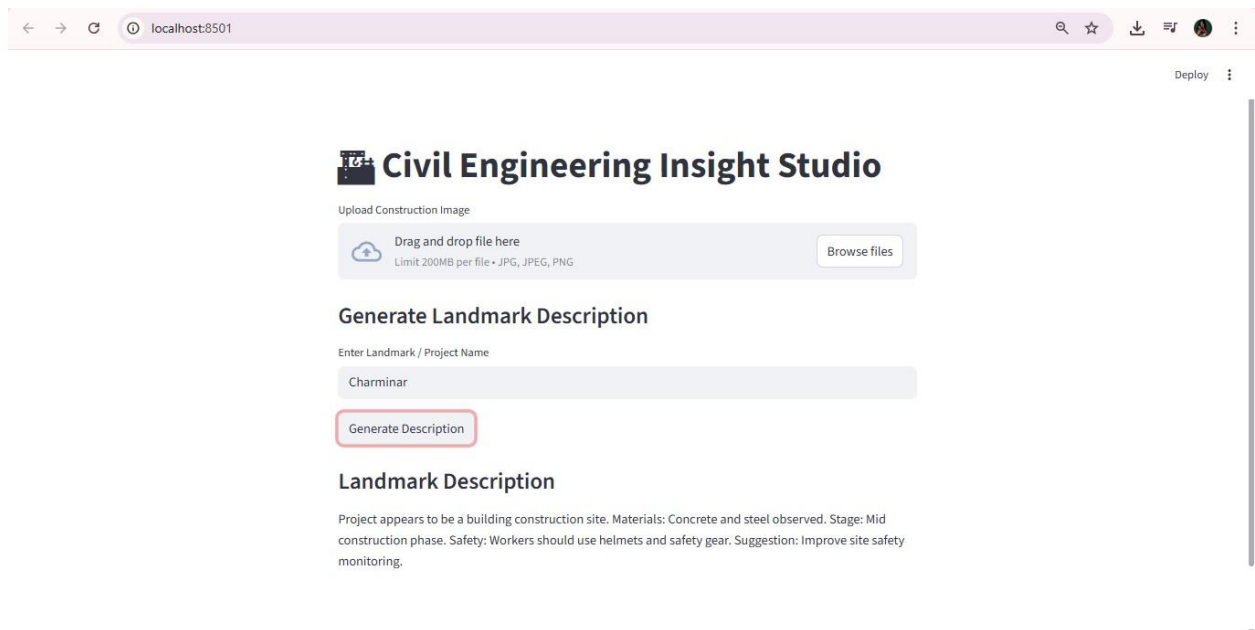 localhost:8501
Deploy
Civil Engineering Insight Studio
Upload Construction Image
Drag and drop file here
Limit 200MB per file • JPG, JPEG, PNG
Browse files
Generate Landmark Description
Enter Landmark / Project Name
Charminar
Generate Description
Landmark Description
Project appears to be a building construction site. Materials: Concrete and steel observed. Stage: Mid
construction phase. Safety: Workers should use helmets and safety gear. Suggestion: Improve site safety
monitoring.